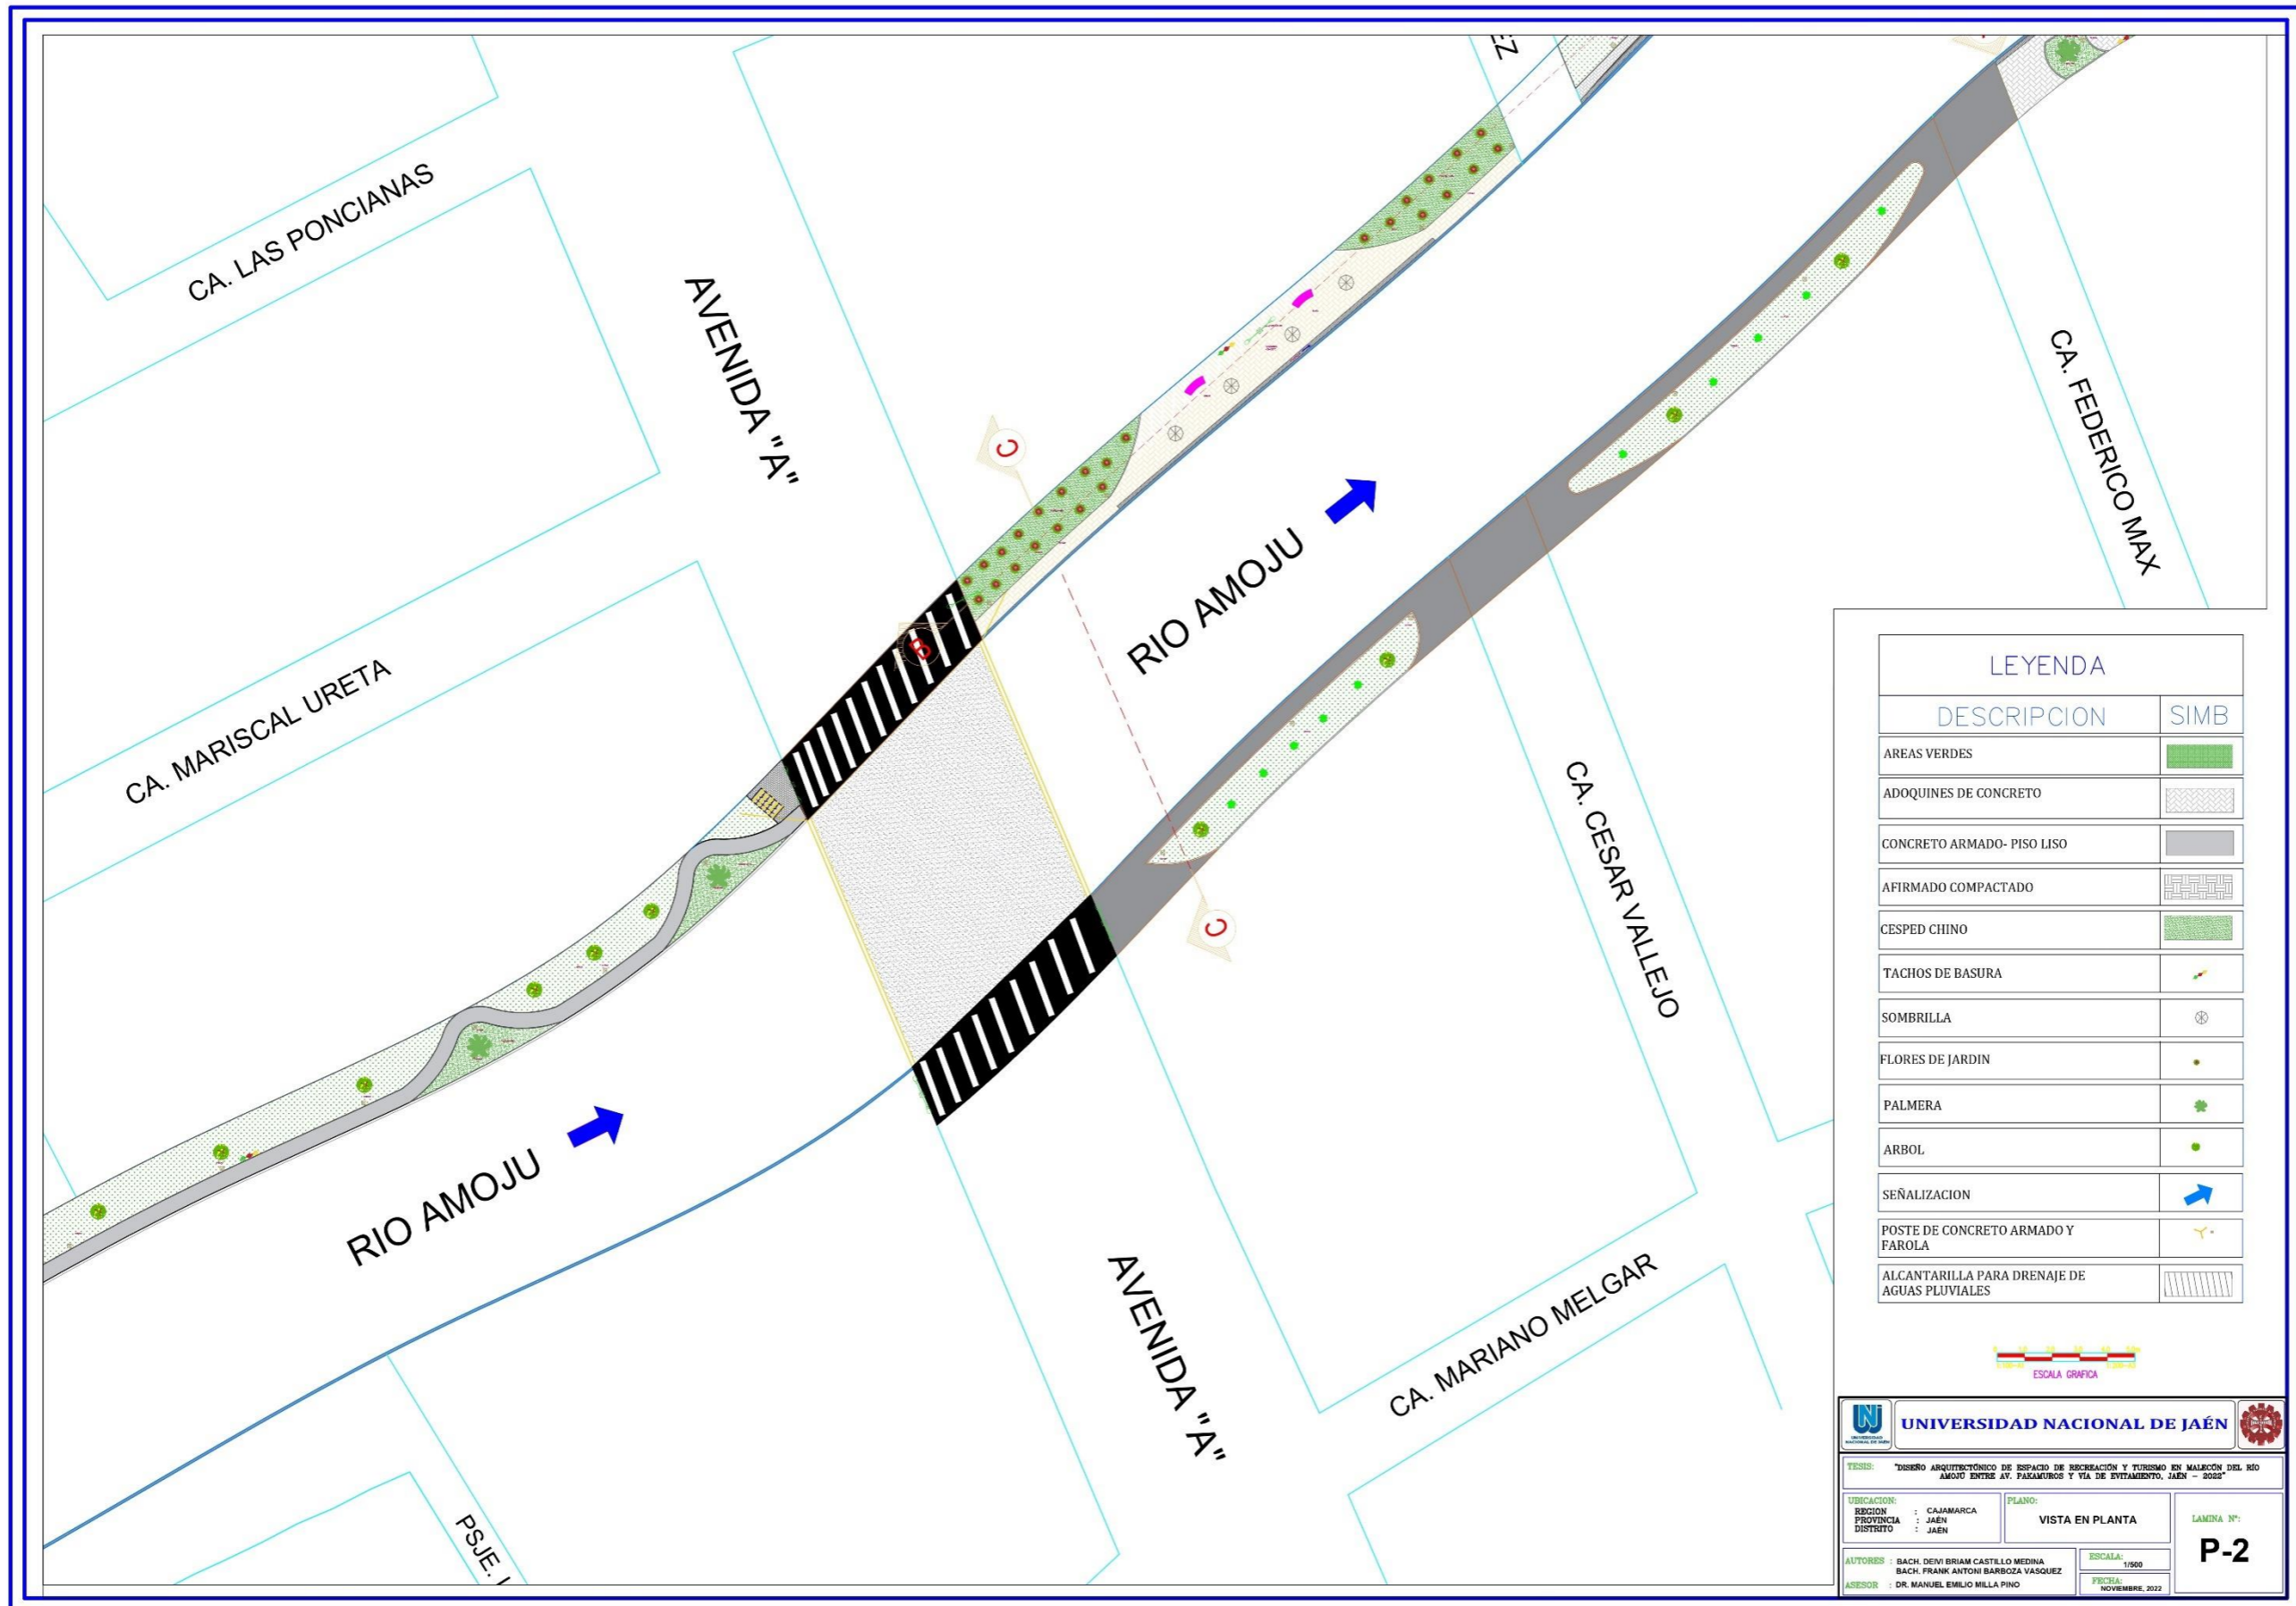 EZ
CA. LAS PONCIANAS
AVENIDA "A"
CA. FEDERICO MAX
C
RIO AMOJU
B
CA. MARISCAL URETA
CA. CESAR VALLEJO
C
RIO AMOJU
AVENIDA "A"
CA. MARIANO MELGAR
PSJE.
LEYENDA
DESCRIPCION SIMB
AREAS VERDES
ADOQUINES DE CONCRETO
CONCRETO ARMADO- PISO LISO
AFIRMADO COMPACTADO
CESPED CHINO
TACHOS DE BASURA
SOMBRILLA
FLORES DE JARDIN
PALMERA
ARBOL
SEÑALIZACION
POSTE DE CONCRETO ARMADO Y
FAROLA
ALCANTARILLA PARA DRENAJE DE
AGUAS PLUVIALES
ESCALA GRAFICA
UNJ
UNIVERSIDAD
NACIONAL DE JAÉN
UNIVERSIDAD NACIONAL DE JAÉN
TESIS: "DISEÑO ARQUITECTÓNICO DE ESPACIO DE RECREACIÓN Y TURISMO EN MALECÓN DEL RÍO
AMOJÚ ENTRE AV. PAKAMUROS Y VÍA DE EVITAMIENTO, JAÉN - 2022"
UBICACION:
REGION : CAJAMARCA
PROVINCIA : JAÉN
DISTRITO : JAÉN
PLANO:
VISTA EN PLANTA
LAMINA N°:
P-2
AUTORES : BACH. DEIVI BRIAM CASTILLO MEDINA
BACH. FRANK ANTONI BARBOZA VASQUEZ
ASESOR : DR. MANUEL EMILIO MILLA PINO
ESCALA:
1/500
FECHA:
NOVIEMBRE, 2022